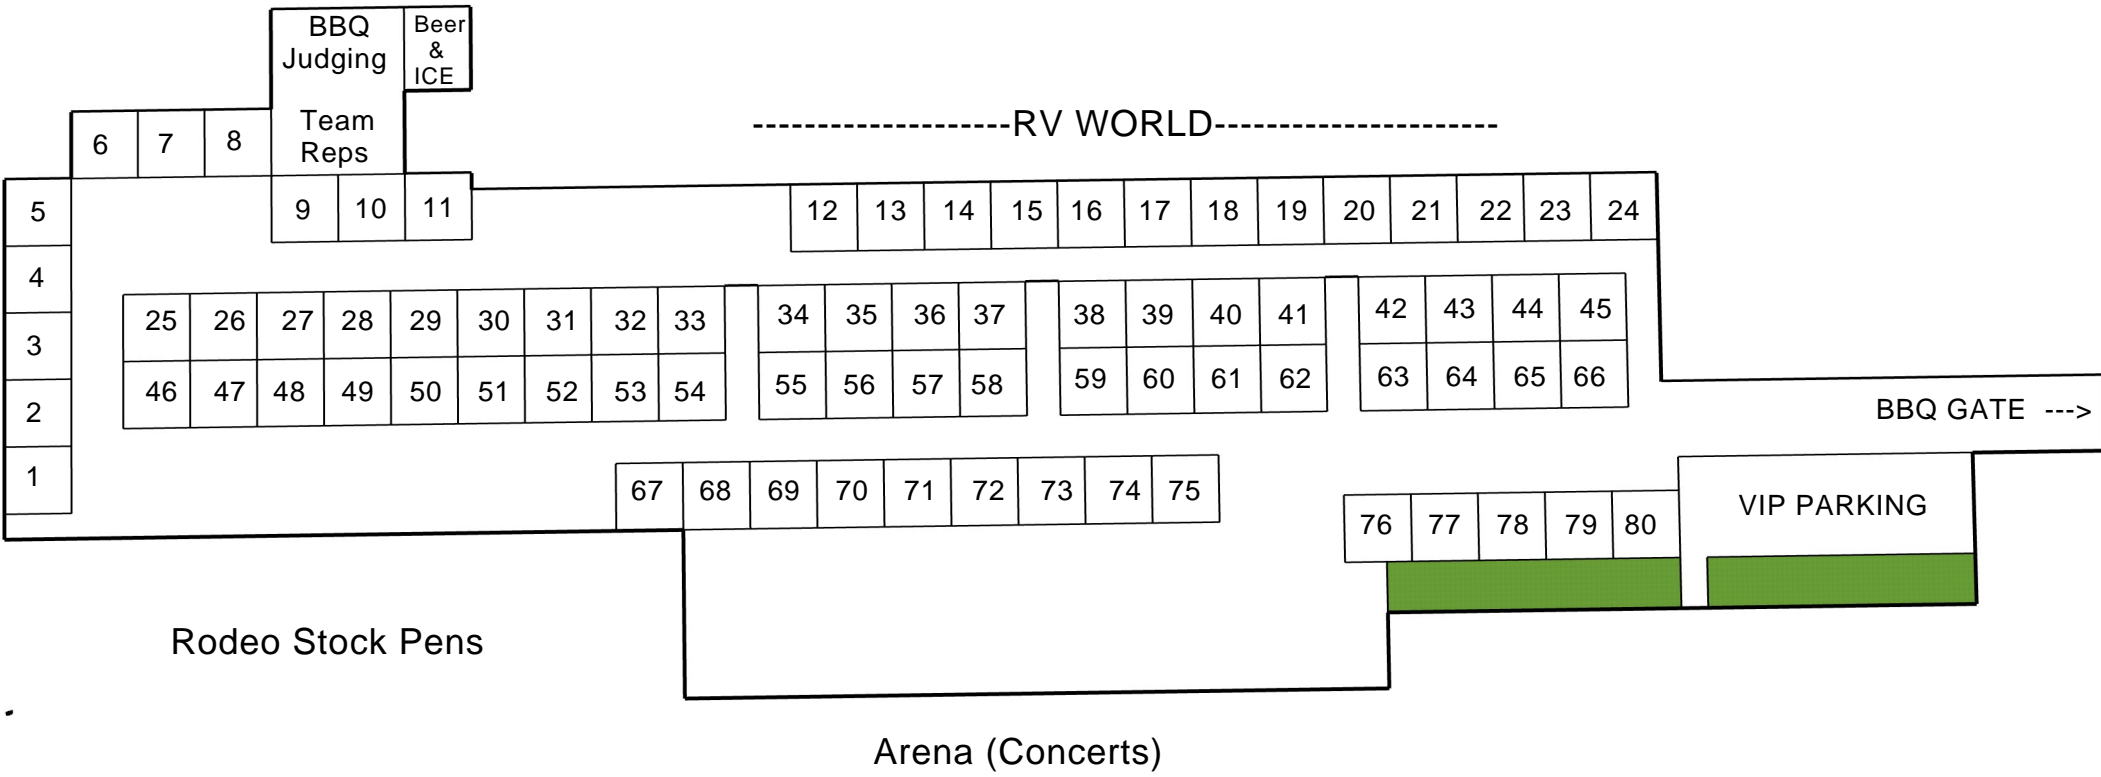 BBQ
Judging
Beer
&
ICE
Team
Reps
--------------------RV WORLD----------------------
6 7 8
5
9 10 11
12 13 14 15 16 17 18 19 20 21 22 23 24
4
3
2
1
25 26 27 28 29 30 31 32 33 34 35 36 37 38 39 40 41 42 43 44 45
46 47 48 49 50 51 52 53 54 55 56 57 58 59 60 61 62 63 64 65 66
BBQ GATE --->
67 68 69 70 71 72 73 74 75
76 77 78 79 80
VIP PARKING
Rodeo Stock Pens
Arena (Concerts)